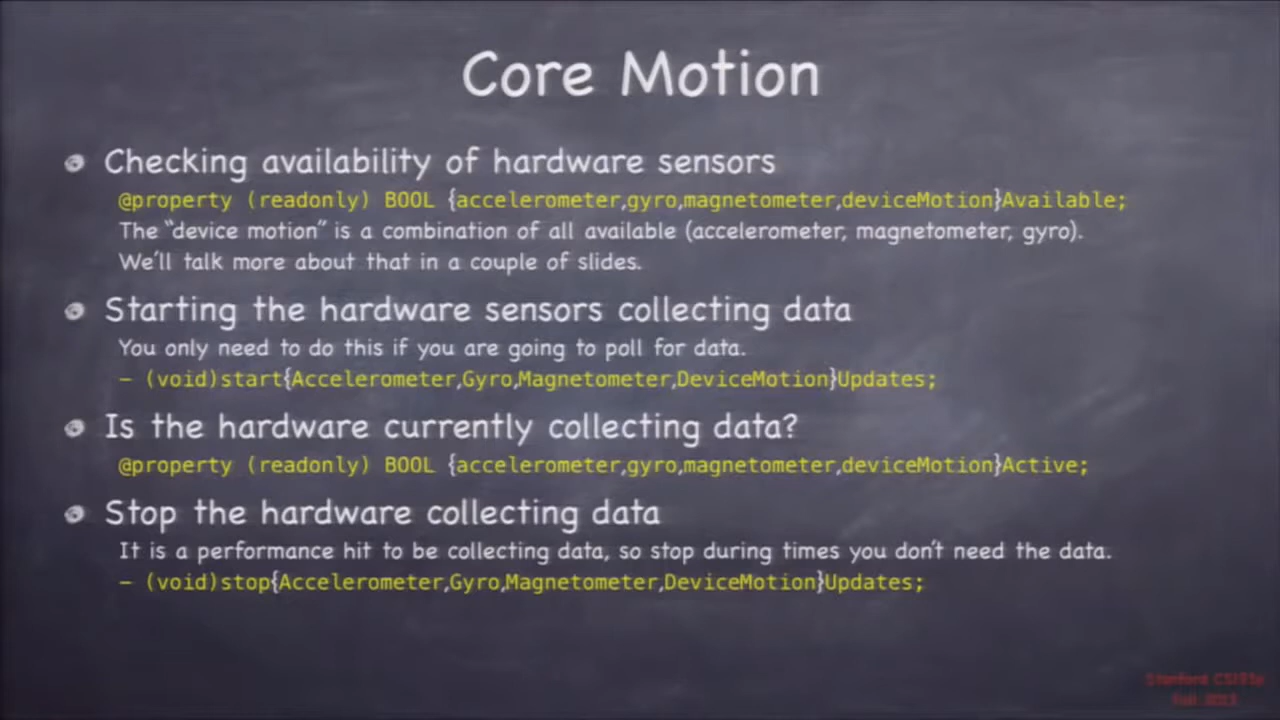 Core Motion
Checking availability of hardware sensors
@property (readonly) BOOL {accelerometer,gyro,magnetometer,deviceMotion}Available;
The “device motion” is a combination of all available (accelerometer, magnetometer, gyro).
We’ll talk more about that in a couple of slides.
Starting the hardware sensors collecting data
You only need to do this if you are going to poll for data.
– (void)start{Accelerometer,Gyro,Magnetometer,DeviceMotion}Updates;
Is the hardware currently collecting data?
@property (readonly) BOOL {accelerometer,gyro,magnetometer,deviceMotion}Active;
Stop the hardware collecting data
It is a performance hit to be collecting data, so stop during times you don’t need the data.
– (void)stop{Accelerometer,Gyro,Magnetometer,DeviceMotion}Updates;
Stanford CS193p
Fall 2013